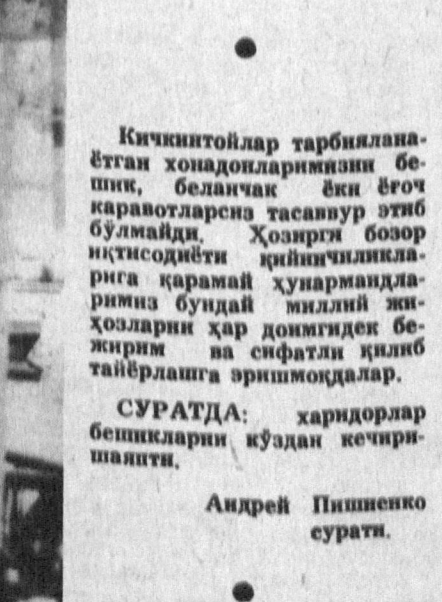 Кичкинтойлар тарбиялана-
ётган хонадонларимизни бе-
шик, беланчак ёки ёғоч
каравотларсиз тасаввур этиб
бўлмайди. Ҳозирги бозор
иқтисодиёти қийинчиликла-
рига қарамай ҳунармандла-
римиз бундай миллий жи-
ҳозларни ҳар доимгидек бе-
жирим ва сифатли қилиб
тайёрлашга эришмоқдалар.
СУРАТДА: харидорлар
бешикларни кўздан кечири-
шаяпти.
Андрей Пишненко
сурати.